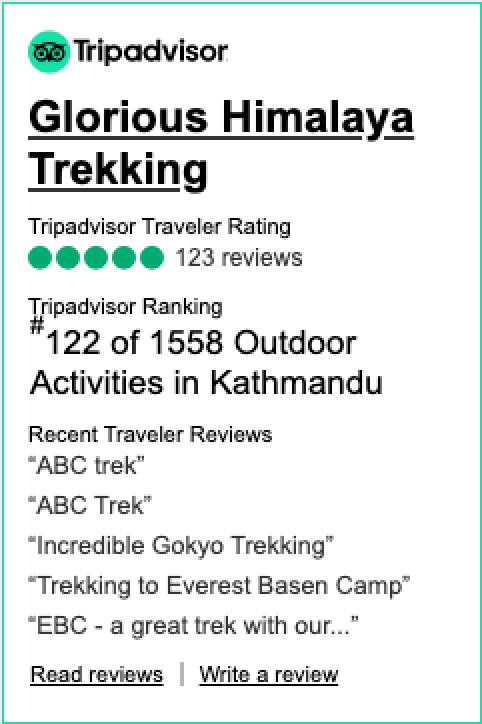 Tripadvisor
Glorious Himalaya
Trekking
Tripadvisor Traveler Rating
123 reviews
Tripadvisor Ranking
#122 of 1558 Outdoor
Activities in Kathmandu
Recent Traveler Reviews
“ABC trek”
“ABC Trek”
“Incredible Gokyo Trekking”
“Trekking to Everest Basen Camp”
“EBC - a great trek with our...”
Read reviews | Write a review